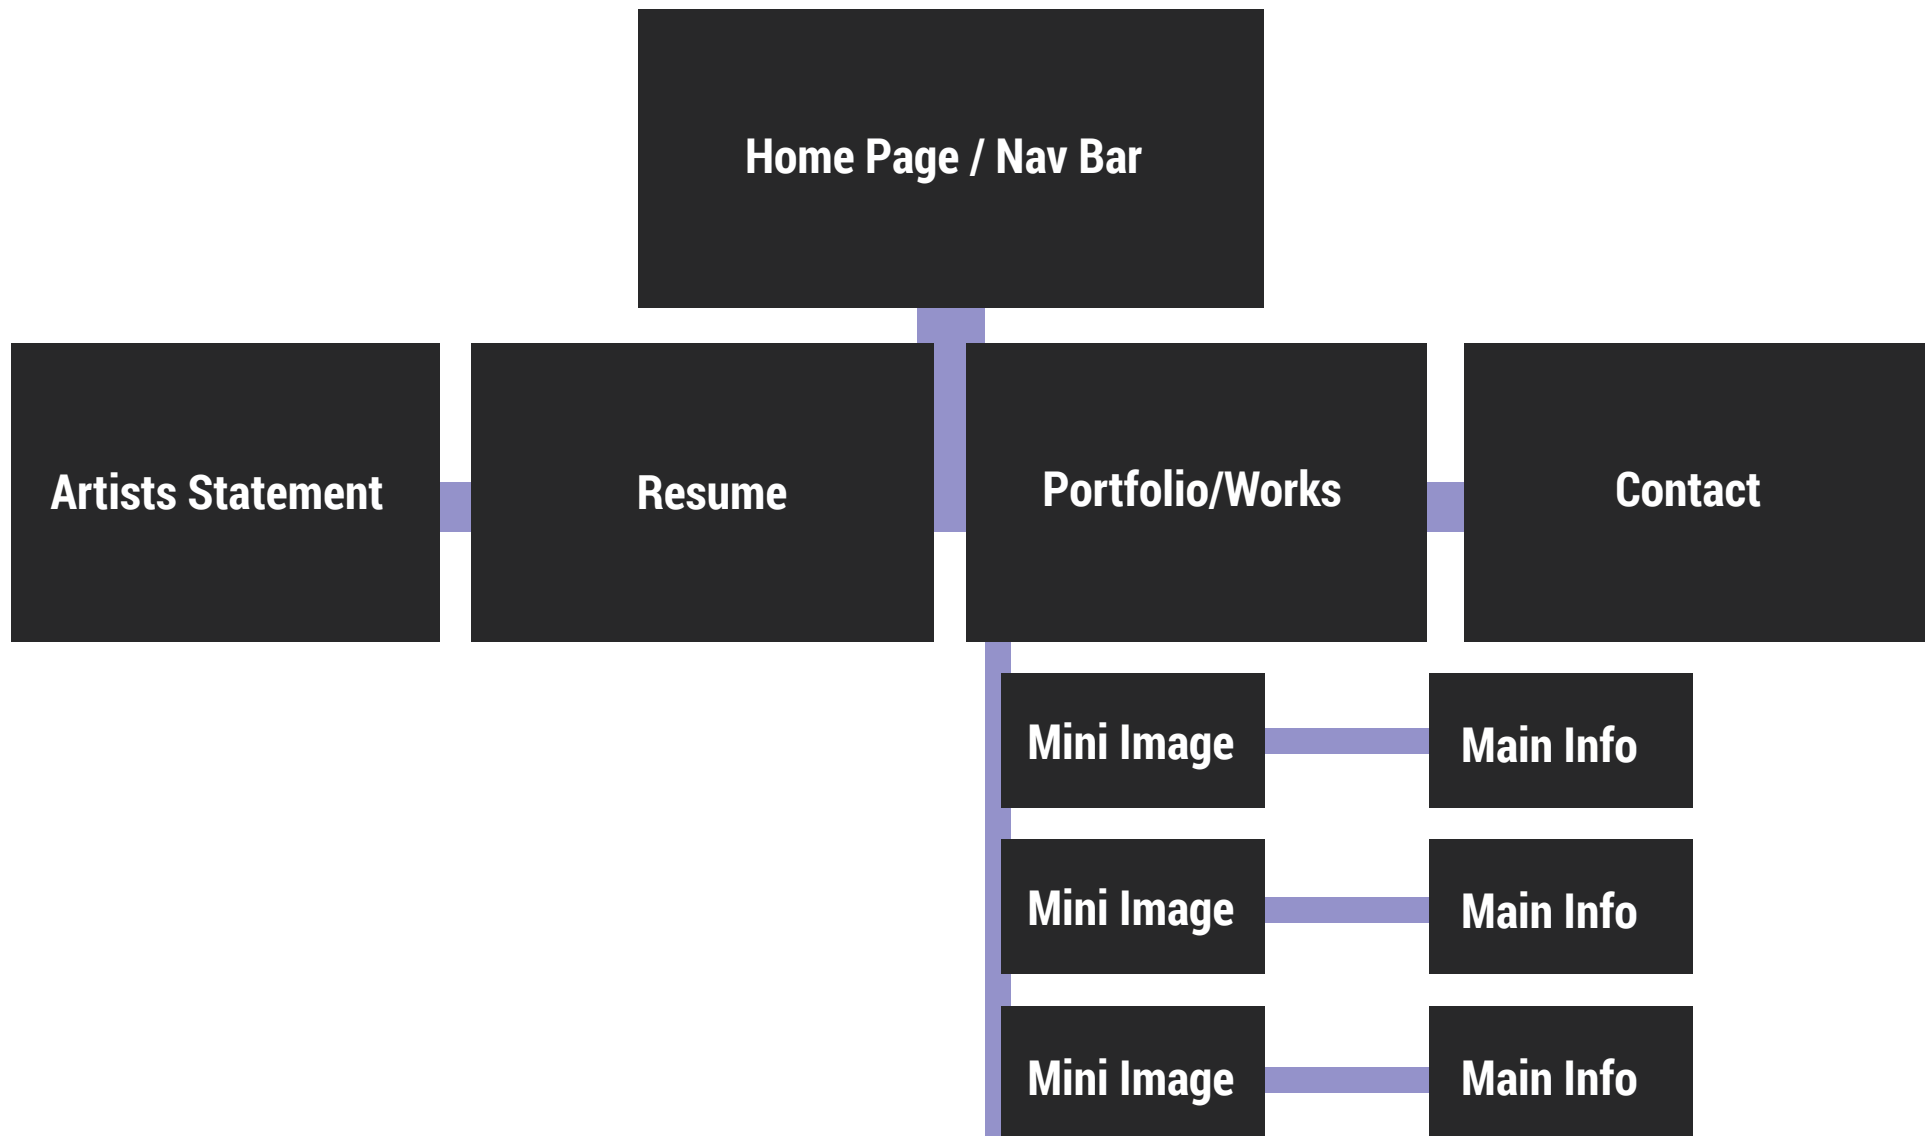 Home Page / Nav Bar
Artists Statement
Resume
Portfolio/Works
Contact
Mini Image
Main Info
Mini Image
Main Info
Mini Image
Main Info